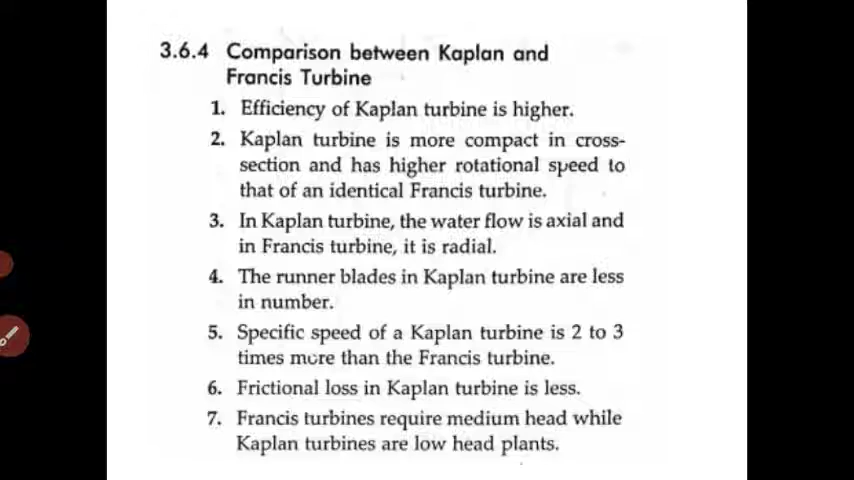 3.6.4 Comparison between Kaplan and
Francis Turbine
1. Efficiency of Kaplan turbine is higher.
2. Kaplan turbine is more compact in cross-
section and has higher rotational speed to
that of an identical Francis turbine.
3. In Kaplan turbine, the water flow is axial and
in Francis turbine, it is radial.
4. The runner blades in Kaplan turbine are less
in number.
5. Specific speed of a Kaplan turbine is 2 to 3
times more than the Francis turbine.
6. Frictional loss in Kaplan turbine is less.
7. Francis turbines require medium head while
Kaplan turbines are low head plants.